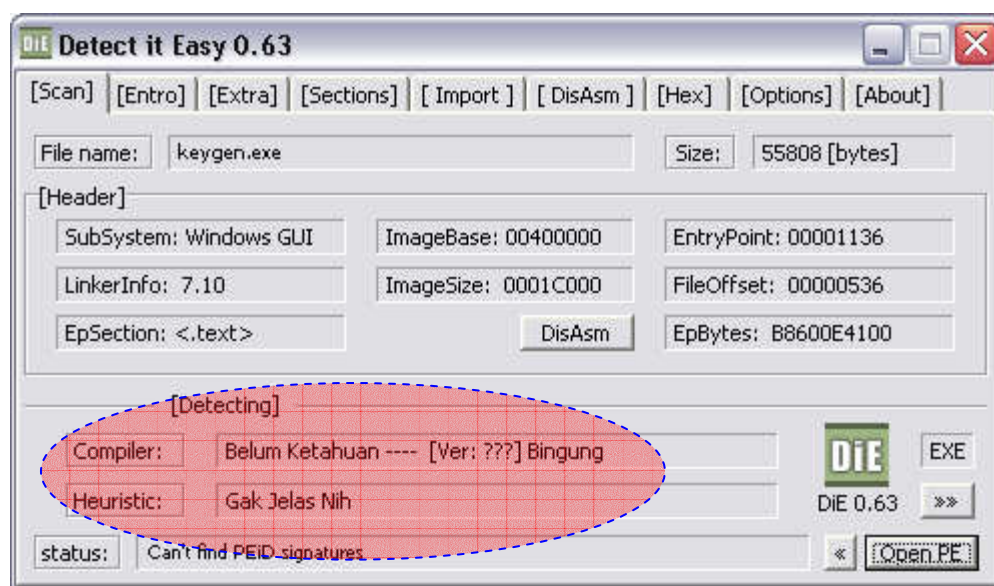 DiE Detect it Easy 0.63
[Scan] [Entro] [Extra] [Sections] [ Import ] [ DisAsm ] [Hex] [Options] [About]
File name: keygen.exe Size: 55808 [bytes]
[Header]
SubSystem: Windows GUI ImageBase: 00400000 EntryPoint: 00001136
LinkerInfo: 7.10 ImageSize: 0001C000 FileOffset: 00000536
EpSection: <.text> DisAsm EpBytes: B8600E4100
[Detecting]
Compiler: Belum Ketahuan ---- [Ver: ???] Bingung DiE EXE
Heuristic: Gak Jelas Nih DiE 0.63 »»
status: Can't find PEiD signatures « Open PE